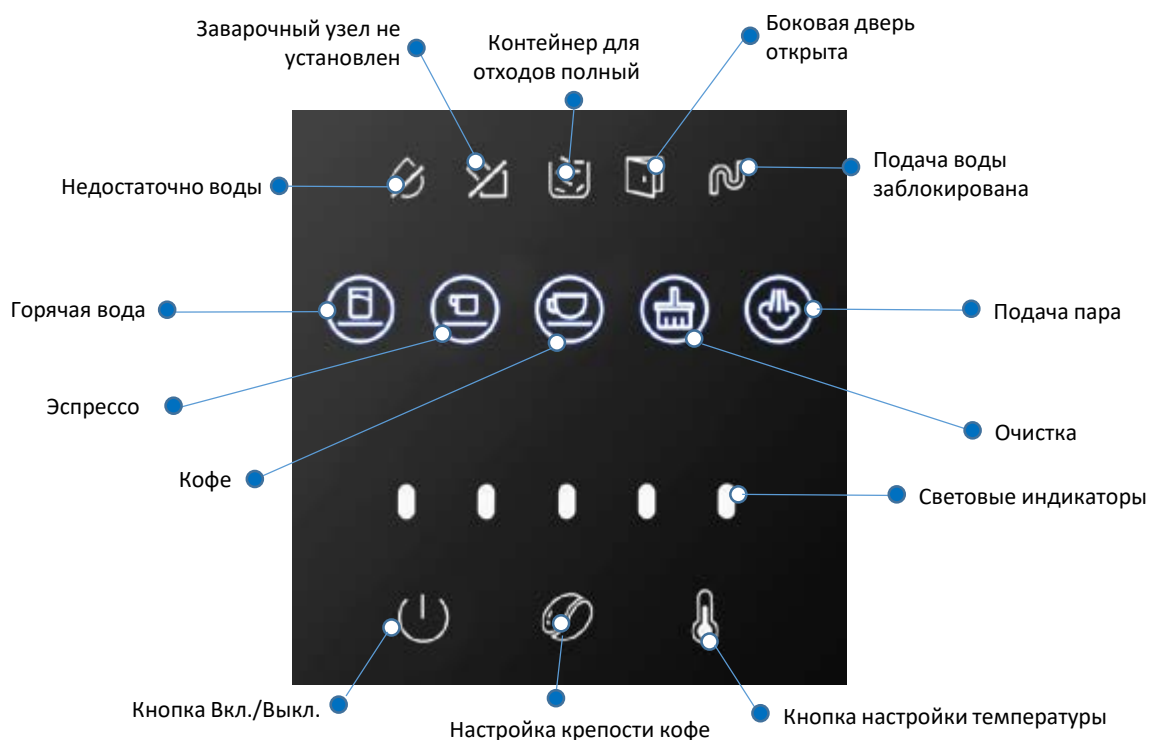 Заварочный узел не
установлен
Контейнер для
отходов полный
Боковая дверь
открыта
Недостаточно воды
Подача воды
заблокирована
Горячая вода
Подача пара
Эспрессо
Очистка
Кофе
Световые индикаторы
Кнопка Вкл./Выкл.
Настройка крепости кофе
Кнопка настройки температуры